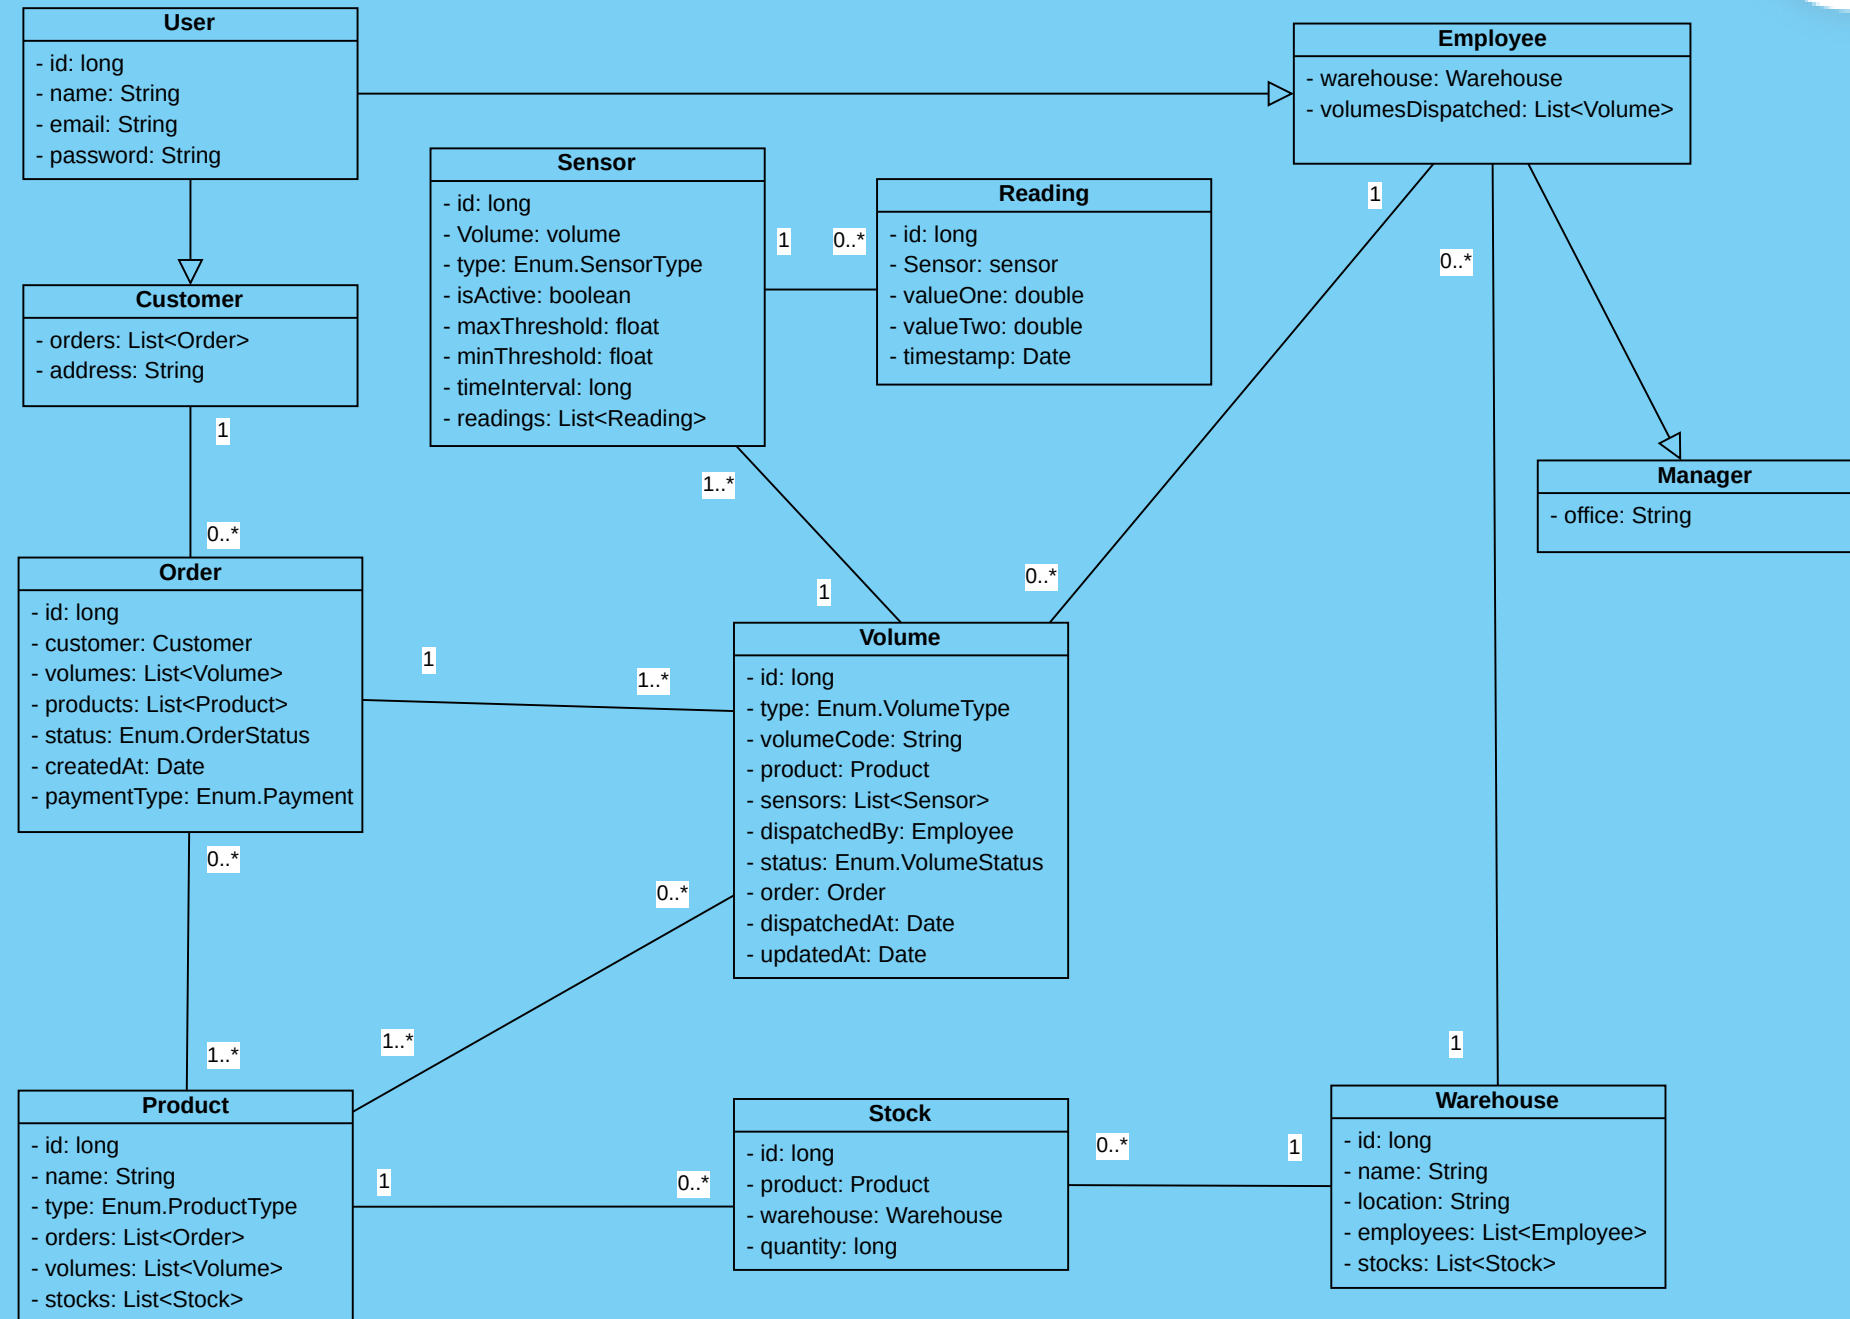 User
- id: long
- name: String
- email: String
- password: String
Employee
- warehouse: Warehouse
- volumesDispatched: List<Volume>
Sensor
- id: long
- Volume: volume
- type: Enum.SensorType
- isActive: boolean
- maxThreshold: float
- minThreshold: float
- timeInterval: long
- readings: List<Reading>
1
0..*
Reading
- id: long
- Sensor: sensor
- valueOne: double
- valueTwo: double
- timestamp: Date
1
0..*
Customer
- orders: List<Order>
- address: String
1
0..*
1..*
1
0..*
Manager
- office: String
Order
- id: long
- customer: Customer
- volumes: List<Volume>
- products: List<Product>
- status: Enum.OrderStatus
- createdAt: Date
- paymentType: Enum.Payment
1
1..*
Volume
- id: long
- type: Enum.VolumeType
- volumeCode: String
- product: Product
- sensors: List<Sensor>
- dispatchedBy: Employee
- status: Enum.VolumeStatus
- order: Order
- dispatchedAt: Date
- updatedAt: Date
0..*
0..*
1..*
1..*
1
Product
- id: long
- name: String
- type: Enum.ProductType
- orders: List<Order>
- volumes: List<Volume>
- stocks: List<Stock>
1
0..*
Stock
- id: long
- product: Product
- warehouse: Warehouse
- quantity: long
0..*
1
Warehouse
- id: long
- name: String
- location: String
- employees: List<Employee>
- stocks: List<Stock>